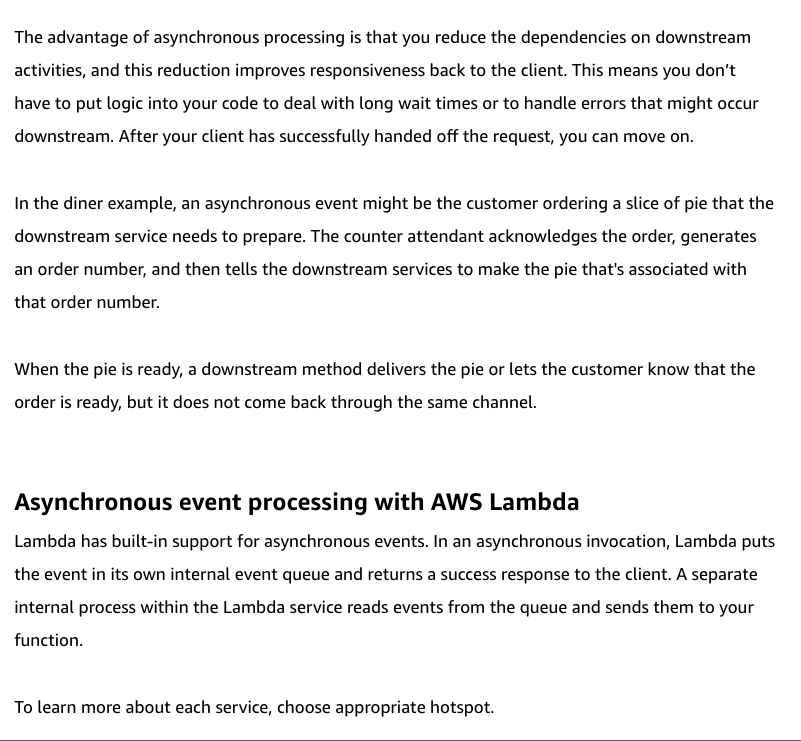 The advantage of asynchronous processing is that you reduce the dependencies on downstream
activities, and this reduction improves responsiveness back to the client. This means you don’t
have to put logic into your code to deal with long wait times or to handle errors that might occur
downstream. After your client has successfully handed off the request, you can move on.
In the diner example, an asynchronous event might be the customer ordering a slice of pie that the
downstream service needs to prepare. The counter attendant acknowledges the order, generates
an order number, and then tells the downstream services to make the pie that's associated with
that order number.
When the pie is ready, a downstream method delivers the pie or lets the customer know that the
order is ready, but it does not come back through the same channel.
Asynchronous event processing with AWS Lambda
Lambda has built-in support for asynchronous events. In an asynchronous invocation, Lambda puts
the event in its own internal event queue and returns a success response to the client. A separate
internal process within the Lambda service reads events from the queue and sends them to your
function.
To learn more about each service, choose appropriate hotspot.